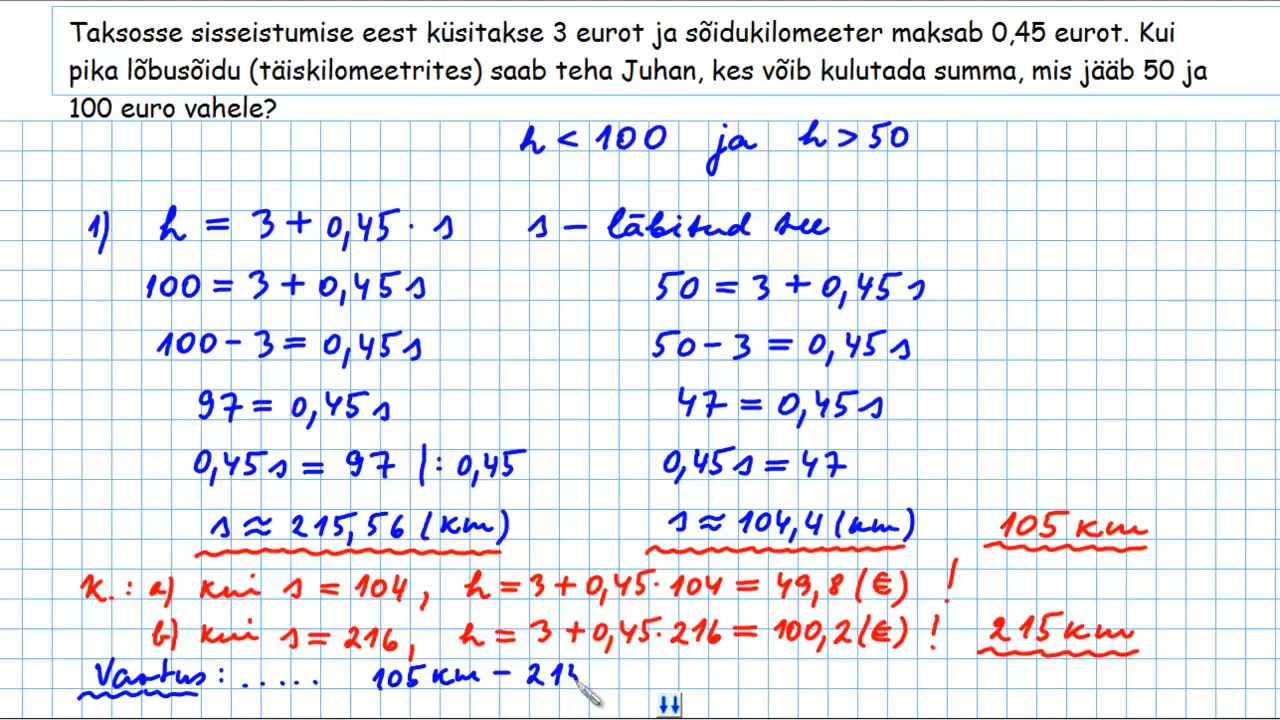 Taksosse sisseistumise eest küsitakse 3 eurot ja sõidukilomeeter maksab 0,45 eurot. Kui
pika lõbusõidu (täiskilomeetrites) saab teha Juhan, kes võib kulutada summa, mis jääb 50 ja
100 euro vahele?
h < 100 ja h > 50
1) h = 3 + 0,45 · s s – läbitud tee
100 = 3 + 0,45s 50 = 3 + 0,45s
100 – 3 = 0,45s 50 – 3 = 0,45s
97 = 0,45s 47 = 0,45s
0,45s = 97 |: 0,45 0,45s = 47
s ≈ 215,56 (km) s ≈ 104,4 (km) 105 km
K.: a) kui s = 104, h = 3 + 0,45 · 104 = 49,8 (€) !
b) kui s = 216, h = 3 + 0,45 · 216 = 100,2 (€) ! 215 km
Vastus: ..... 105 km – 21